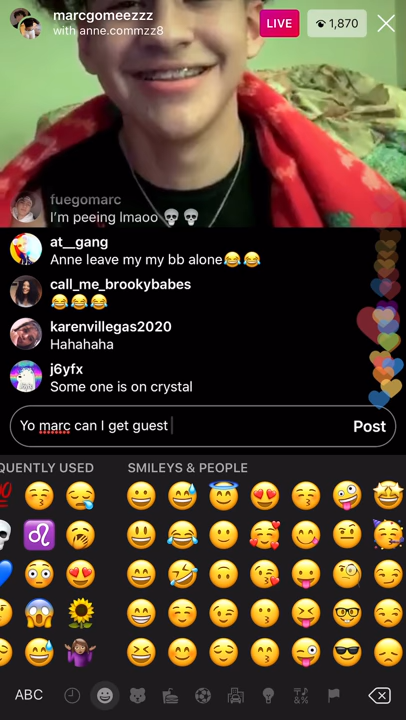 marcgomeezzz
with anne.commzz8
LIVE
1,870
fuegomarc
I'm peeing lmaoo 💀 💀
at__gang
Anne leave my my bb alone😂 😂
call_me_brookybabes
😂 😂 😂
karenvillegas2020
Hahahaha
j6yfx
Some one is on crystal
Yo marc can I get guest
Post
QUENTLY USED
SMILEYS & PEOPLE
ABC